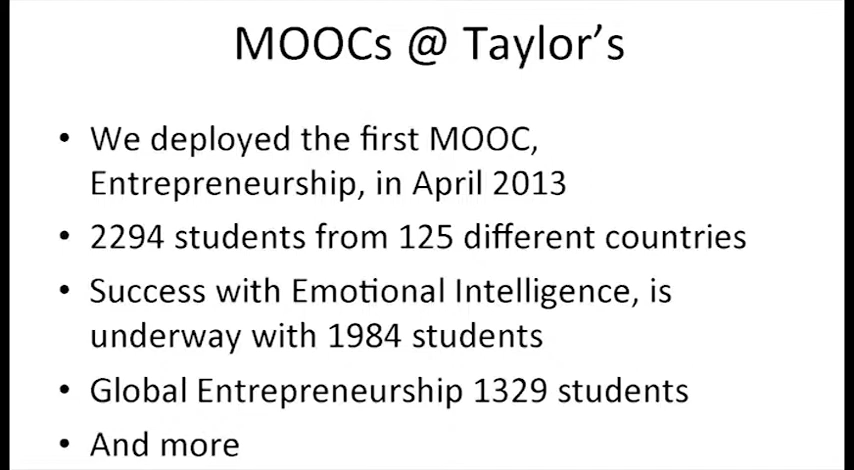 MOOCs @ Taylor’s
• We deployed the first MOOC,
Entrepreneurship, in April 2013
• 2294 students from 125 different countries
• Success with Emotional Intelligence, is
underway with 1984 students
• Global Entrepreneurship 1329 students
• And more